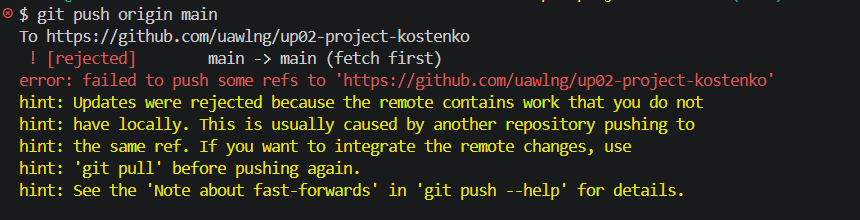 $ git push origin main
To https://github.com/uawlng/up02-project-kostenko
! [rejected]        main -> main (fetch first)
error: failed to push some refs to 'https://github.com/uawlng/up02-project-kostenko'
hint: Updates were rejected because the remote contains work that you do not
hint: have locally. This is usually caused by another repository pushing to
hint: the same ref. If you want to integrate the remote changes, use
hint: 'git pull' before pushing again.
hint: See the 'Note about fast-forwards' in 'git push --help' for details.